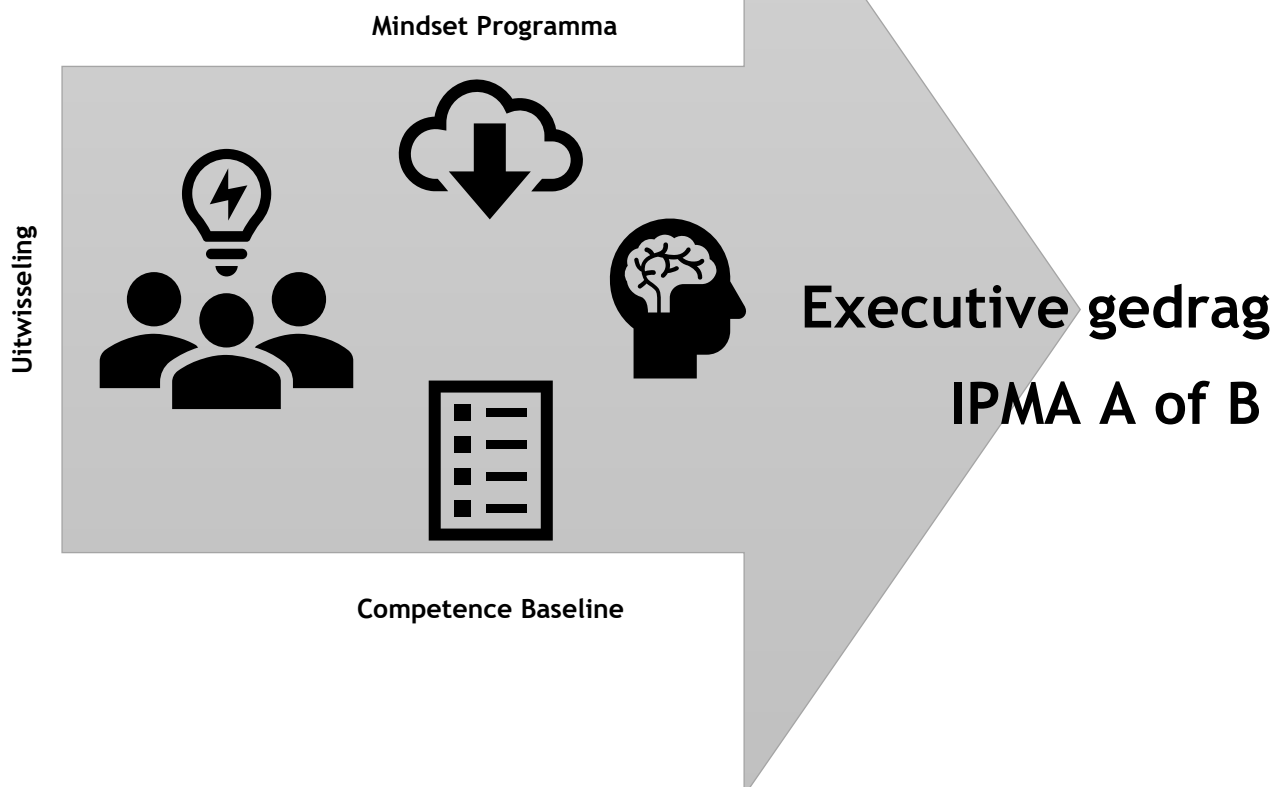 Mindset Programma
Uitwisseling
Executive gedrag
IPMA A of B
Competence Baseline